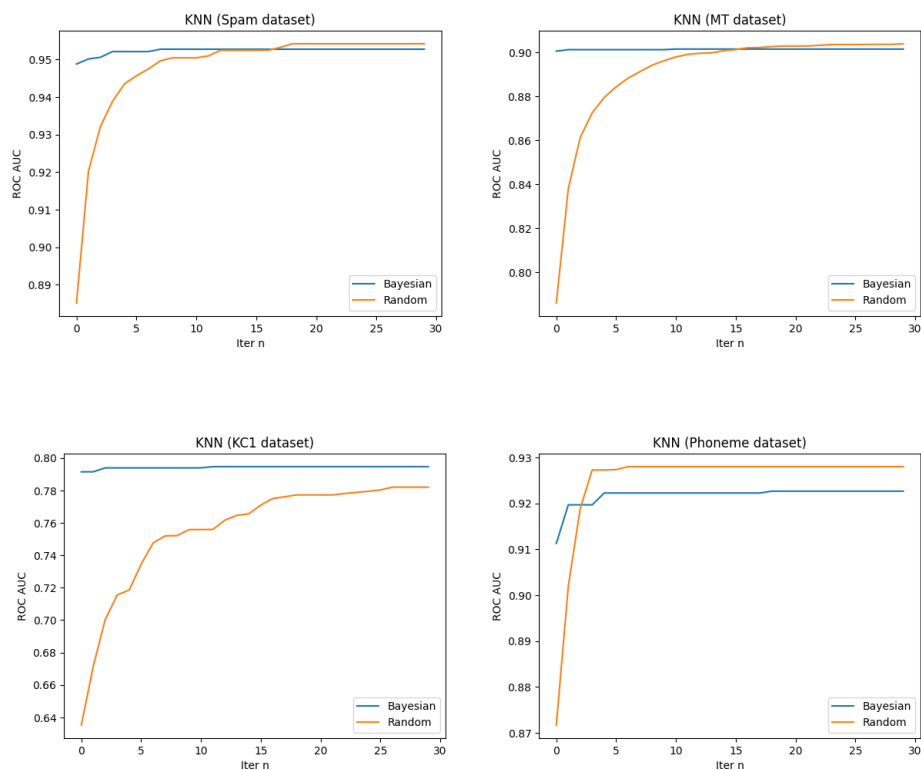 KNN (Spam dataset)
ROC AUC
0.95
0.94
0.93
0.92
0.91
0.90
0.89
Bayesian
Random
0 5 10 15 20 25 30
Iter n
KNN (MT dataset)
ROC AUC
0.90
0.88
0.86
0.84
0.82
0.80
Bayesian
Random
0 5 10 15 20 25 30
Iter n
KNN (KC1 dataset)
ROC AUC
0.80
0.78
0.76
0.74
0.72
0.70
0.68
0.66
0.64
Bayesian
Random
0 5 10 15 20 25 30
Iter n
KNN (Phoneme dataset)
ROC AUC
0.93
0.92
0.91
0.90
0.89
0.88
0.87
Bayesian
Random
0 5 10 15 20 25 30
Iter n